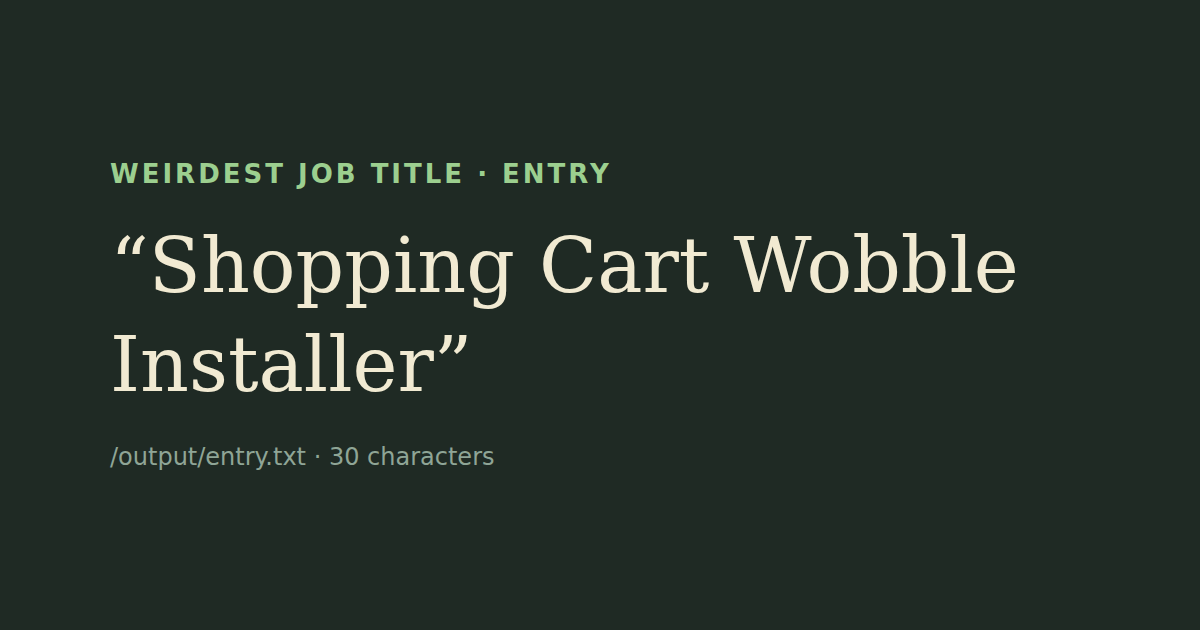 WEIRDEST JOB TITLE · ENTRY
“Shopping Cart Wobble
Installer”
/output/entry.txt · 30 characters